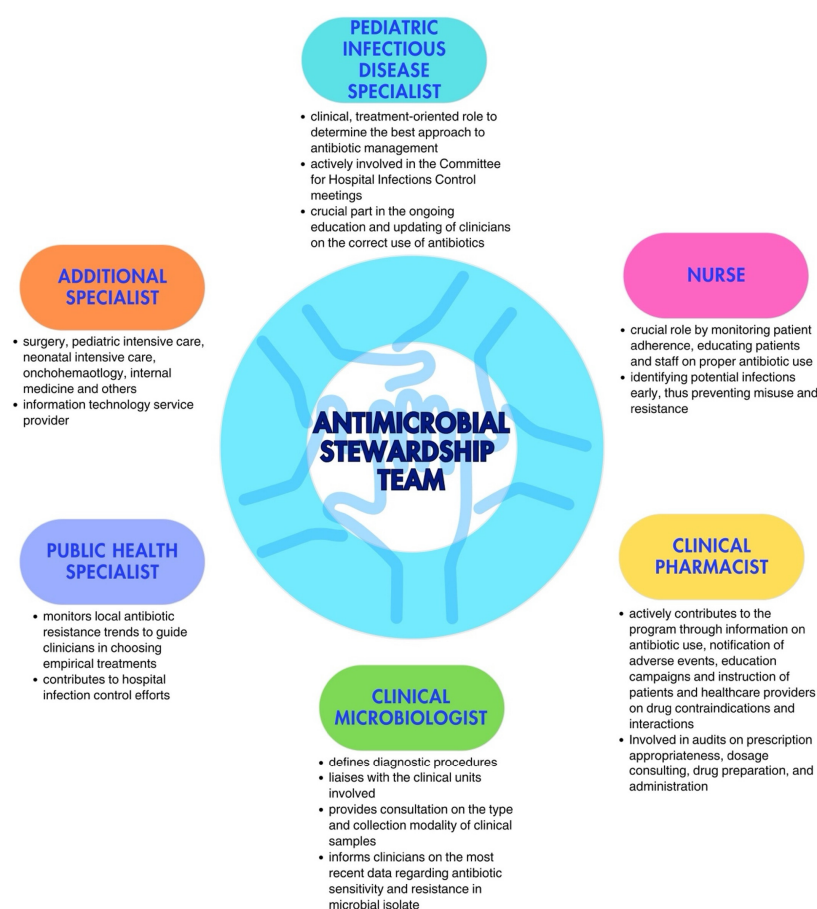 PEDIATRIC
INFECTIOUS
DISEASE
SPECIALIST
• clinical, treatment-oriented role to
determine the best approach to
antibiotic management
• actively involved in the Committee
for Hospital Infections Control
meetings
• crucial part in the ongoing
education and updating of clinicians
on the correct use of antibiotics
ADDITIONAL
SPECIALIST
• surgery, pediatric intensive care,
neonatal intensive care,
onchohemaotlogy, internal
medicine and others
• information technology service
provider
NURSE
• crucial role by monitoring patient
adherence, educating patients
and staff on proper antibiotic use
• identifying potential infections
early, thus preventing misuse and
resistance
ANTIMICROBIAL
STEWARDSHIP
TEAM
PUBLIC HEALTH
SPECIALIST
• monitors local antibiotic
resistance trends to guide
clinicians in choosing
empirical treatments
• contributes to hospital
infection control efforts
CLINICAL
PHARMACIST
• actively contributes to the
program through information on
antibiotic use, notification of
adverse events, education
campaigns and instruction of
patients and healthcare providers
on drug contraindications and
interactions
• Involved in audits on prescription
appropriateness, dosage
consulting, drug preparation, and
administration
CLINICAL
MICROBIOLOGIST
• defines diagnostic procedures
• liaises with the clinical units
involved
• provides consultation on the type
and collection modality of clinical
samples
• informs clinicians on the most
recent data regarding antibiotic
sensitivity and resistance in
microbial isolate